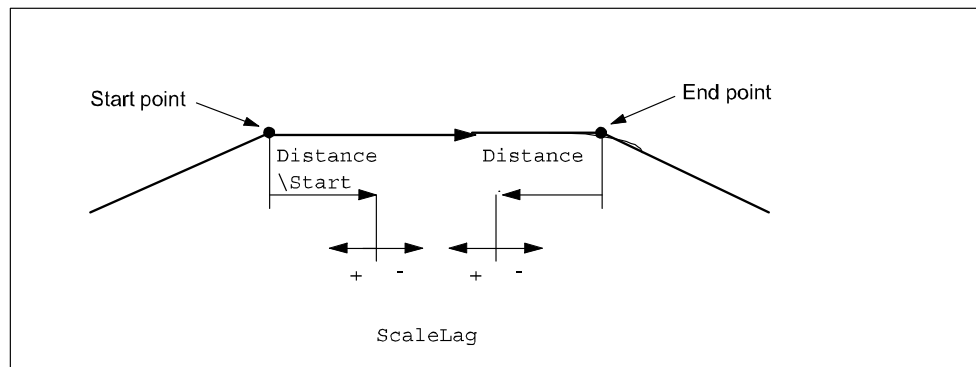 Start point
End point
Distance
\Start
Distance
+ -
+ -
ScaleLag